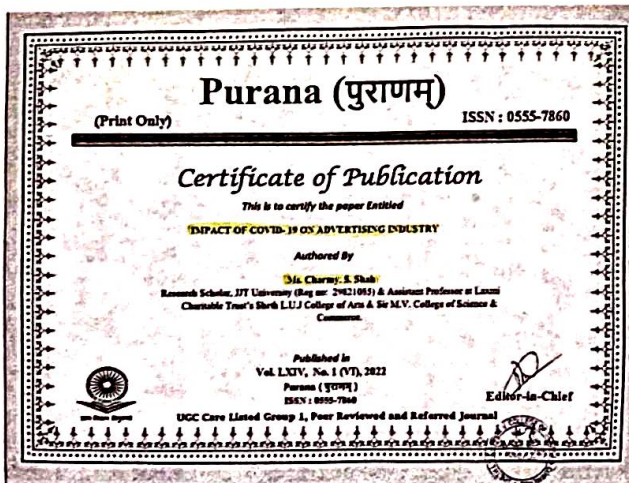 Purana (पुराणम्)
(Print Only)
ISSN : 0555-7860
Certificate of Publication
This is to certify the paper Entitled
IMPACT OF COVID- 19 ON ADVERTISING INDUSTRY
Authored By
Ms. Charmy. S. Shah
Research Scholar, JJT University (Reg no: 29821085) & Assistant Professor at Laxmi
Charitable Trust's Sheth L.U.J College of Arts & Sir M.V. College of Science &
Commerce.
Published in
Vol. LXIV, No. 1 (VI), 2022
Purana ( पुराणम् )
ISSN : 0555-7860
Editor-in-Chief
UGC Care Listed Group 1, Peer Reviewed and Referred Journal